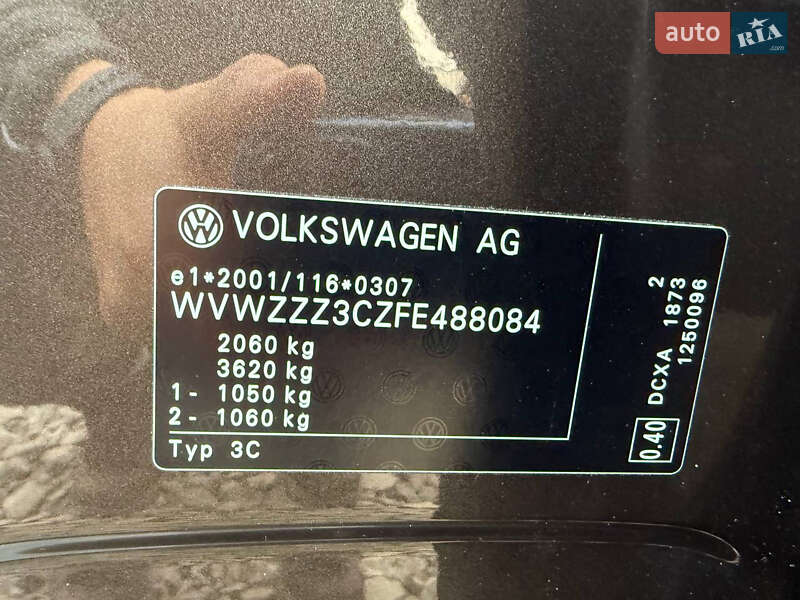 auto RIA .com
VOLKSWAGEN AG
e1*2001/116*0307
WVWZZZ3CZFE488084
2060 kg
3620 kg
1- 1050 kg
2- 1060 kg
Typ 3C
0.40 DCXA 1873 2
1250096